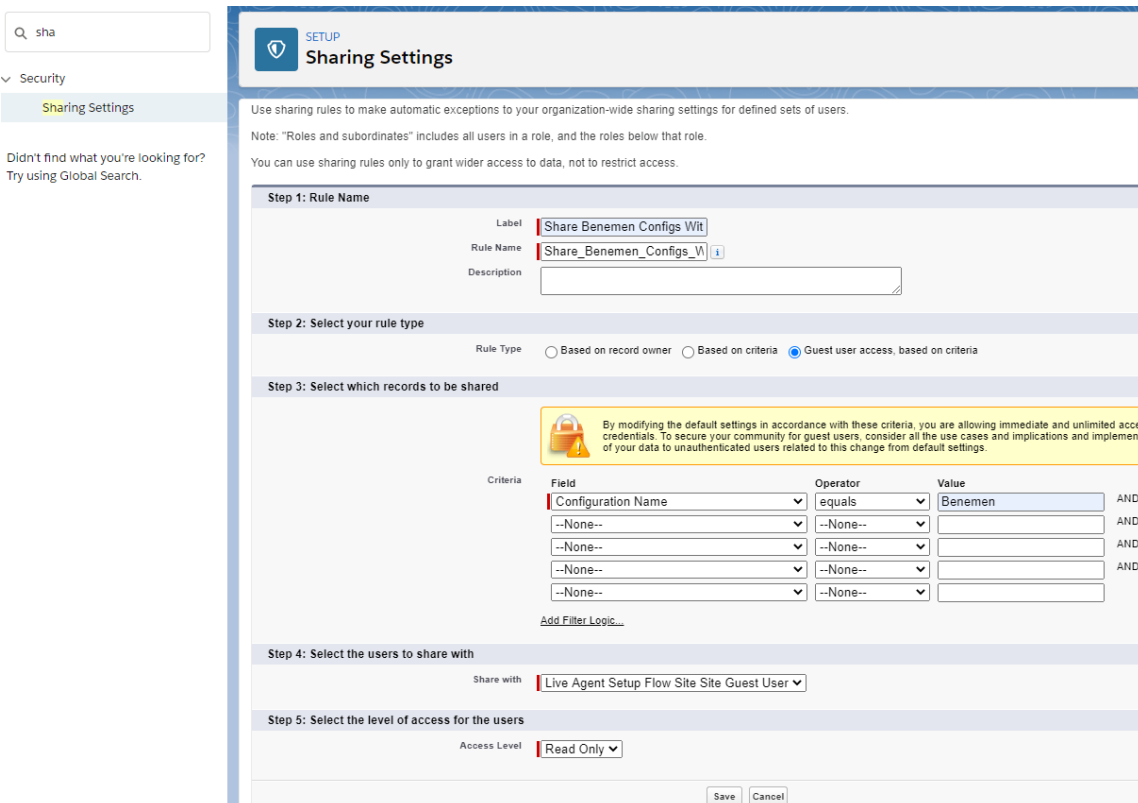 sha
SETUP
Sharing Settings
Security
Sharing Settings
Didn't find what you're looking for?
Try using Global Search.
Use sharing rules to make automatic exceptions to your organization-wide sharing settings for defined sets of users.
Note: "Roles and subordinates" includes all users in a role, and the roles below that role.
You can use sharing rules only to grant wider access to data, not to restrict access.
Step 1: Rule Name
Label Share Benemen Configs Wit
Rule Name Share_Benemen_Configs_W i
Description
Step 2: Select your rule type
Rule Type Based on record owner Based on criteria Guest user access, based on criteria
Step 3: Select which records to be shared
By modifying the default settings in accordance with these criteria, you are allowing immediate and unlimited acce
credentials. To secure your community for guest users, consider all the use cases and implications and implemen
of your data to unauthenticated users related to this change from default settings.
Criteria Field Operator Value
Configuration Name equals Benemen AND
--None-- --None-- AND
--None-- --None-- AND
--None-- --None-- AND
--None-- --None--
Add Filter Logic...
Step 4: Select the users to share with
Share with Live Agent Setup Flow Site Site Guest User
Step 5: Select the level of access for the users
Access Level Read Only
Save Cancel